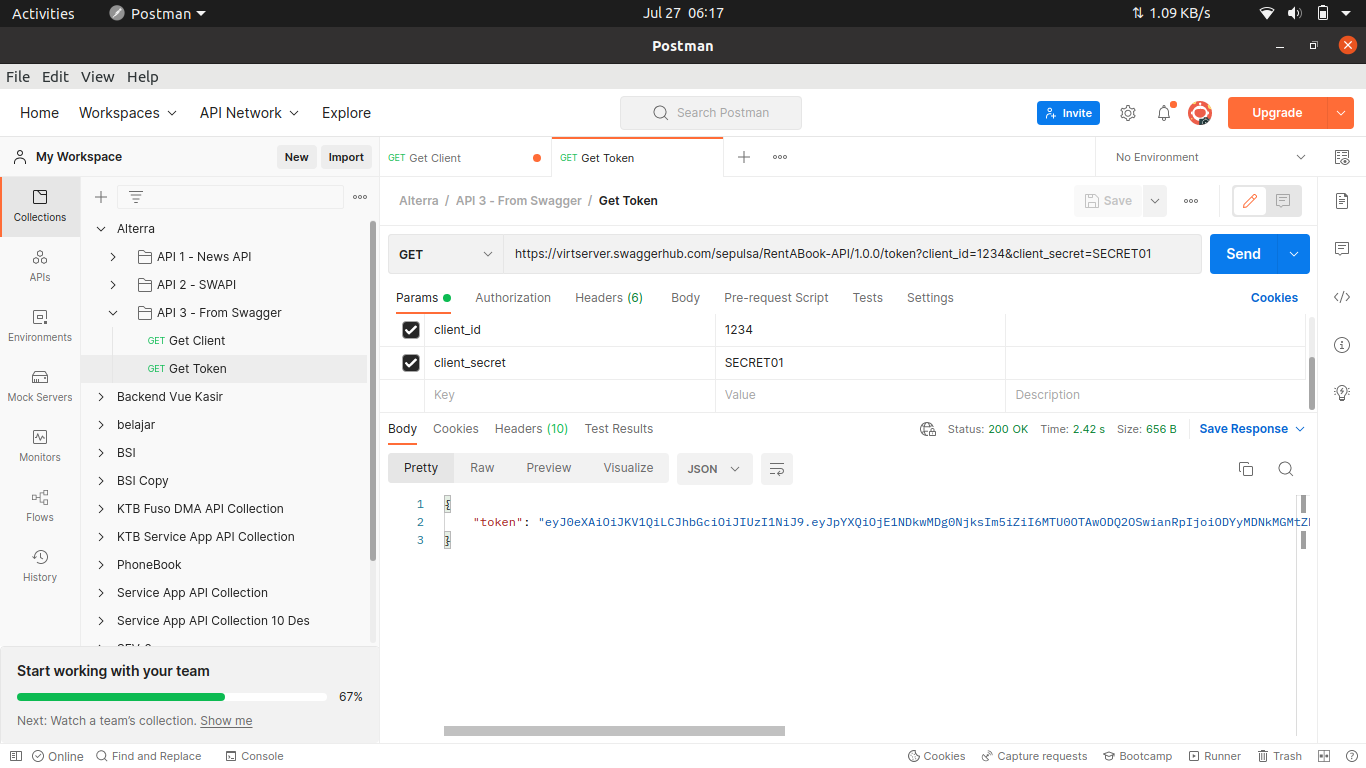 Activities Postman Jul 27 06:17 1.09 KB/s
Postman
File Edit View Help
Home Workspaces API Network Explore Search Postman Invite Upgrade
My Workspace New Import GET Get Client GET Get Token No Environment
Collections
APIs
Environments
Mock Servers
Monitors
Flows
History
Alterra
API 1 - News API
API 2 - SWAPI
API 3 - From Swagger
GET Get Client
GET Get Token
Backend Vue Kasir
belajar
BSI
BSI Copy
KTB Fuso DMA API Collection
KTB Service App API Collection
PhoneBook
Service App API Collection
Service App API Collection 10 Des
Start working with your team
67%
Next: Watch a team's collection. Show me
Alterra / API 3 - From Swagger / Get Token Save
GET https://virtserver.swaggerhub.com/sepulsa/RentABook-API/1.0.0/token?client_id=1234&client_secret=SECRET01 Send
Params Authorization Headers (6) Body Pre-request Script Tests Settings Cookies
client_id 1234
client_secret SECRET01
Key Value Description
Body Cookies Headers (10) Test Results Status: 200 OK Time: 2.42 s Size: 656 B Save Response
Pretty Raw Preview Visualize JSON
1 {
2 "token": "eyJ0eXAiOiJKV1QiLCJhbGciOiJIUzI1NiJ9.eyJpYXQiOjE1NDkwMDg0NjksIm5iZiI6MTU0OTAwODQ2OSwianRpIjoiODYyMDNkMGMtZ
3 }
Online Find and Replace Console Cookies Capture requests Bootcamp Runner Trash